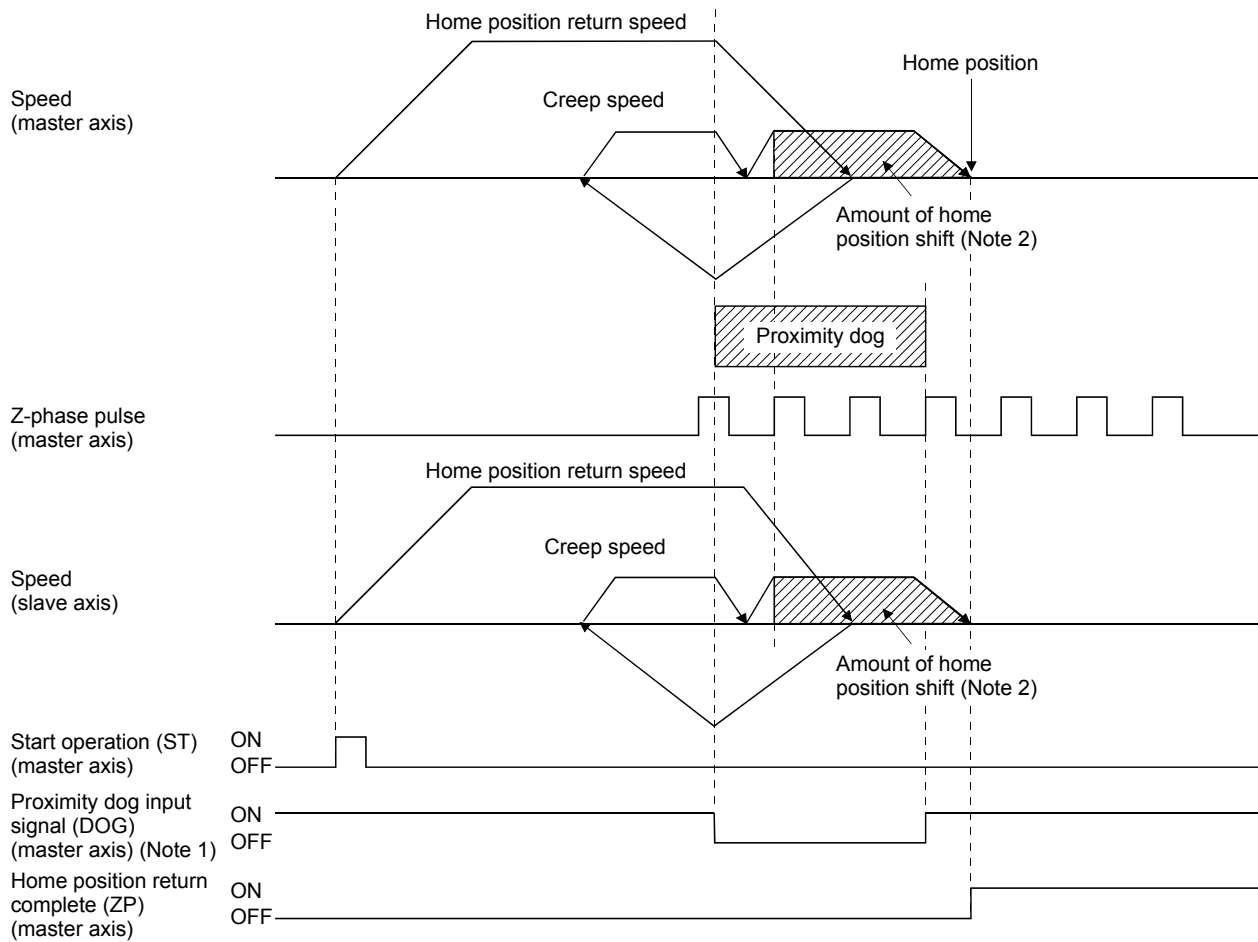 Home position return speed
Home position
Speed
(master axis)
Creep speed
Amount of home
position shift (Note 2)
Proximity dog
Z-phase pulse
(master axis)
Home position return speed
Creep speed
Speed
(slave axis)
Amount of home
position shift (Note 2)
Start operation (ST)
(master axis)
ON
OFF
Proximity dog input
signal (DOG)
(master axis) (Note 1)
ON
OFF
Home position return
complete (ZP)
(master axis)
ON
OFF